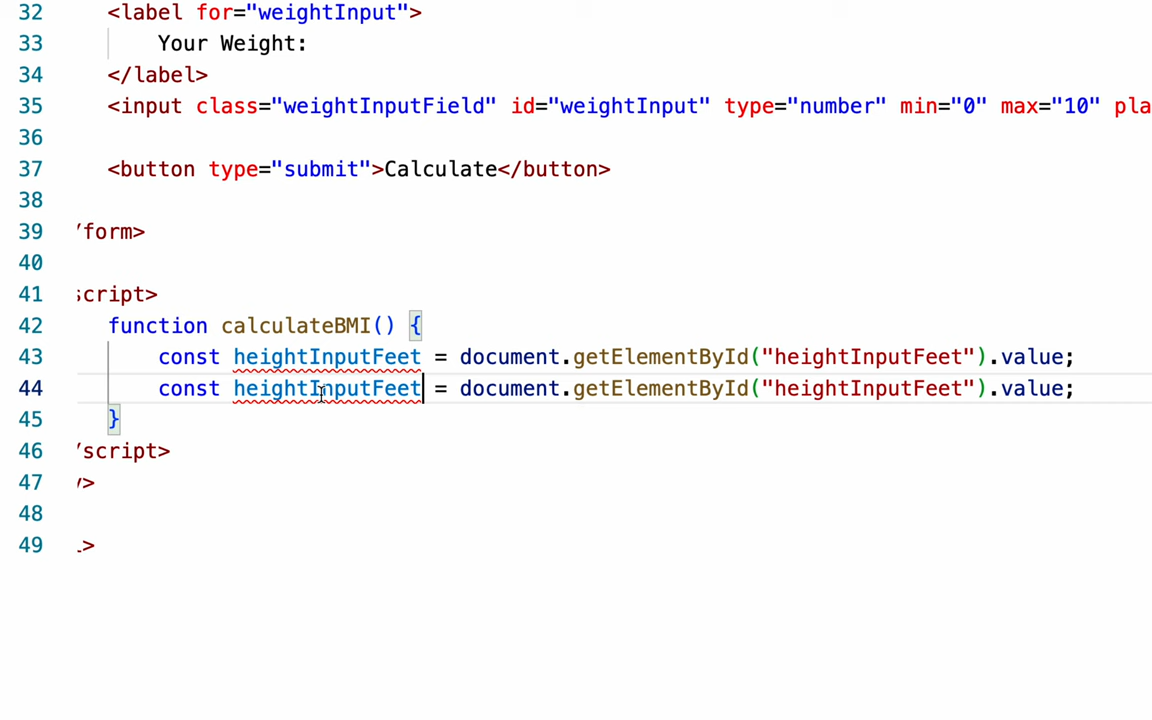 32 <label for="weightInput">
33 Your Weight:
34 </label>
35 <input class="weightInputField" id="weightInput" type="number" min="0" max="10" pla
36
37 <button type="submit">Calculate</button>
38
39 /form>
40
41 script>
42 function calculateBMI() {
43 const heightInputFeet = document.getElementById("heightInputFeet").value;
44 const heightInputFeet = document.getElementById("heightInputFeet").value;
45 }
46 /script>
47 >
48
49 >